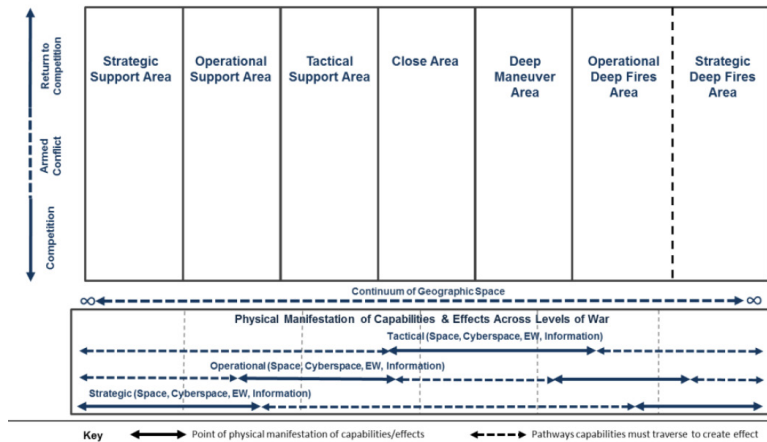 Strategic
Support Area
Operational
Support Area
Tactical
Support Area
Close Area
Deep
Maneuver
Area
Operational
Deep Fires
Area
Strategic
Deep Fires
Area
Return to
Competition
Armed
Conflict
Competition
Continuum of Geographic Space
∞ ∞
Physical Manifestation of Capabilities & Effects Across Levels of War
Tactical (Space, Cyberspace, EW, Information)
Operational (Space, Cyberspace, EW, Information)
Strategic (Space, Cyberspace, EW, Information)
Key Point of physical manifestation of capabilities/effects Pathways capabilities must traverse to create effect